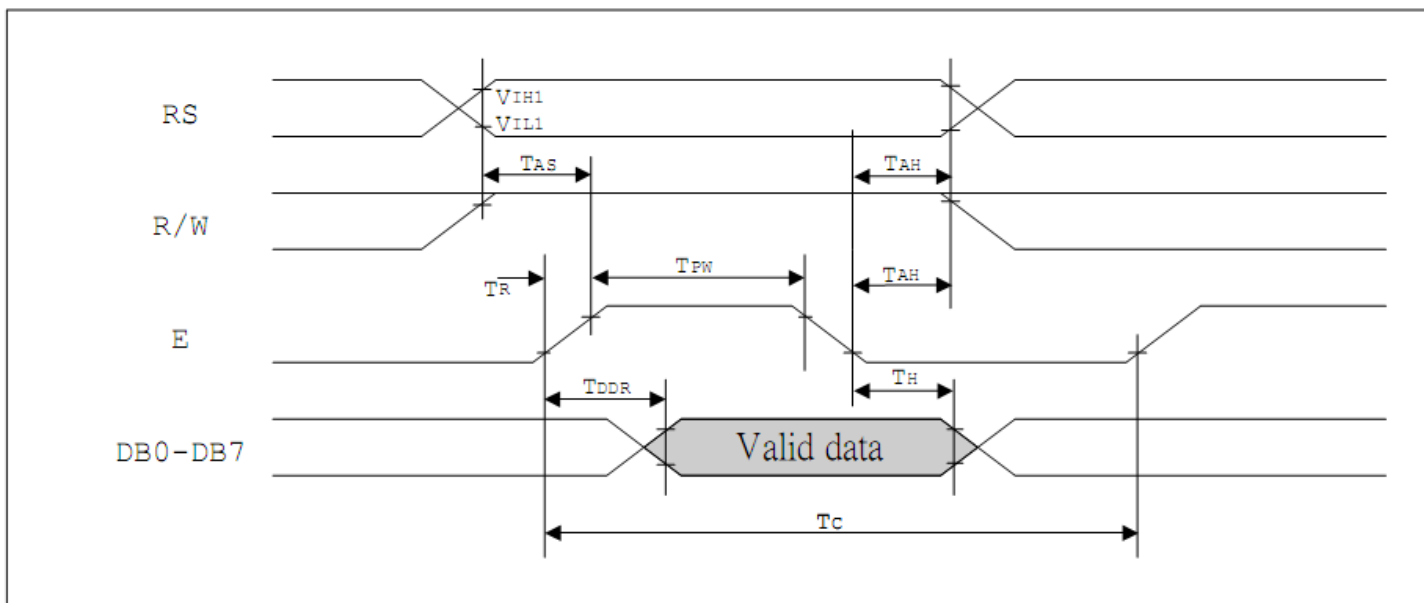 RS
VIH1
VIL1
TAS
TAH
R/W
TPW
TAH
TR
E
TDDR
TH
DB0-DB7
Valid data
TC